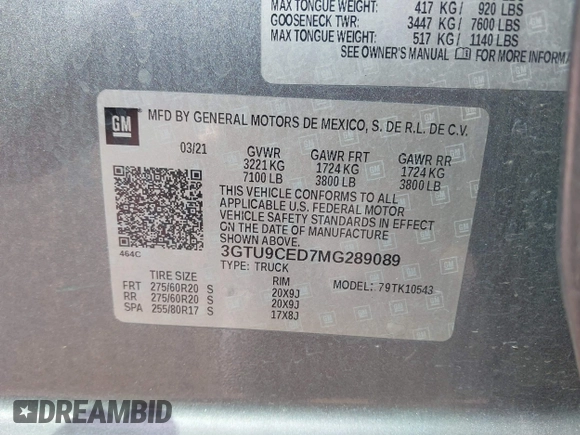 MAX TONGUE WEIGHT: 417 KG/ 920 LBS
GOOSENECK TWR: 3447 KG/ 7600 LBS
MAX TONGUE WEIGHT: 517 KG/ 1140 LBS
SEE OWNER'S MANUAL FOR MORE INFORMA
GM
MFD BY GENERAL MOTORS DE MEXICO, S. DE R.L. DE C.V.
03/21 GVWR GAWR FRT GAWR RR
3221 KG 1724 KG 1724 KG
7100 LB 3800 LB 3800 LB
THIS VEHICLE CONFORMS TO ALL
APPLICABLE U.S. FEDERAL MOTOR
VEHICLE SAFETY STANDARDS IN EFFECT
ON THE DATE OF MANUFACTURE
SHOWN ABOVE.
464C 3GTU9CED7MG289089
TYPE: TRUCK
TIRE SIZE RIM MODEL: 79TK10543
FRT 275/60R20 S 20X9J
RR 275/60R20 S 20X9J
SPA 255/80R17 S 17X8J
DREAMBID